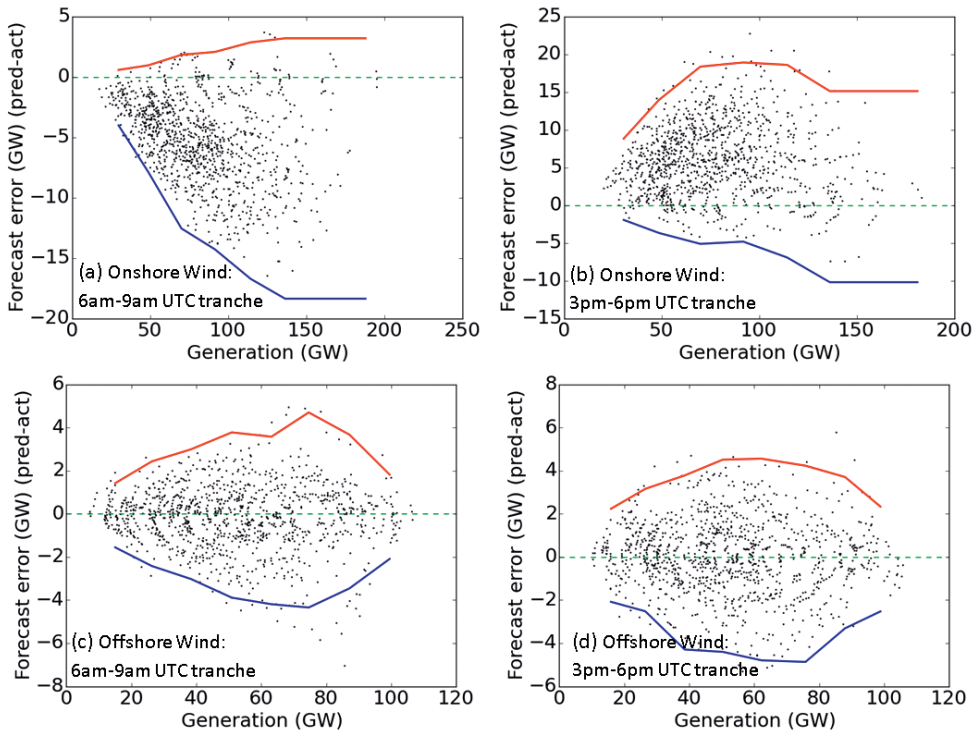 Forecast error (GW) (pred-act)
5
0
−5
−10
−15
−20
(a) Onshore Wind:
6am-9am UTC tranche
0 50 100 150 200 250
Generation (GW)
Forecast error (GW) (pred-act)
25
20
15
10
5
0
−5
−10
−15
(b) Onshore Wind:
3pm-6pm UTC tranche
0 50 100 150 200
Generation (GW)
Forecast error (GW) (pred-act)
6
4
2
0
−2
−4
−6
−8
(c) Offshore Wind:
6am-9am UTC tranche
0 20 40 60 80 100 120
Generation (GW)
Forecast error (GW) (pred-act)
8
6
4
2
0
−2
−4
−6
(d) Offshore Wind:
3pm-6pm UTC tranche
0 20 40 60 80 100 120
Generation (GW)